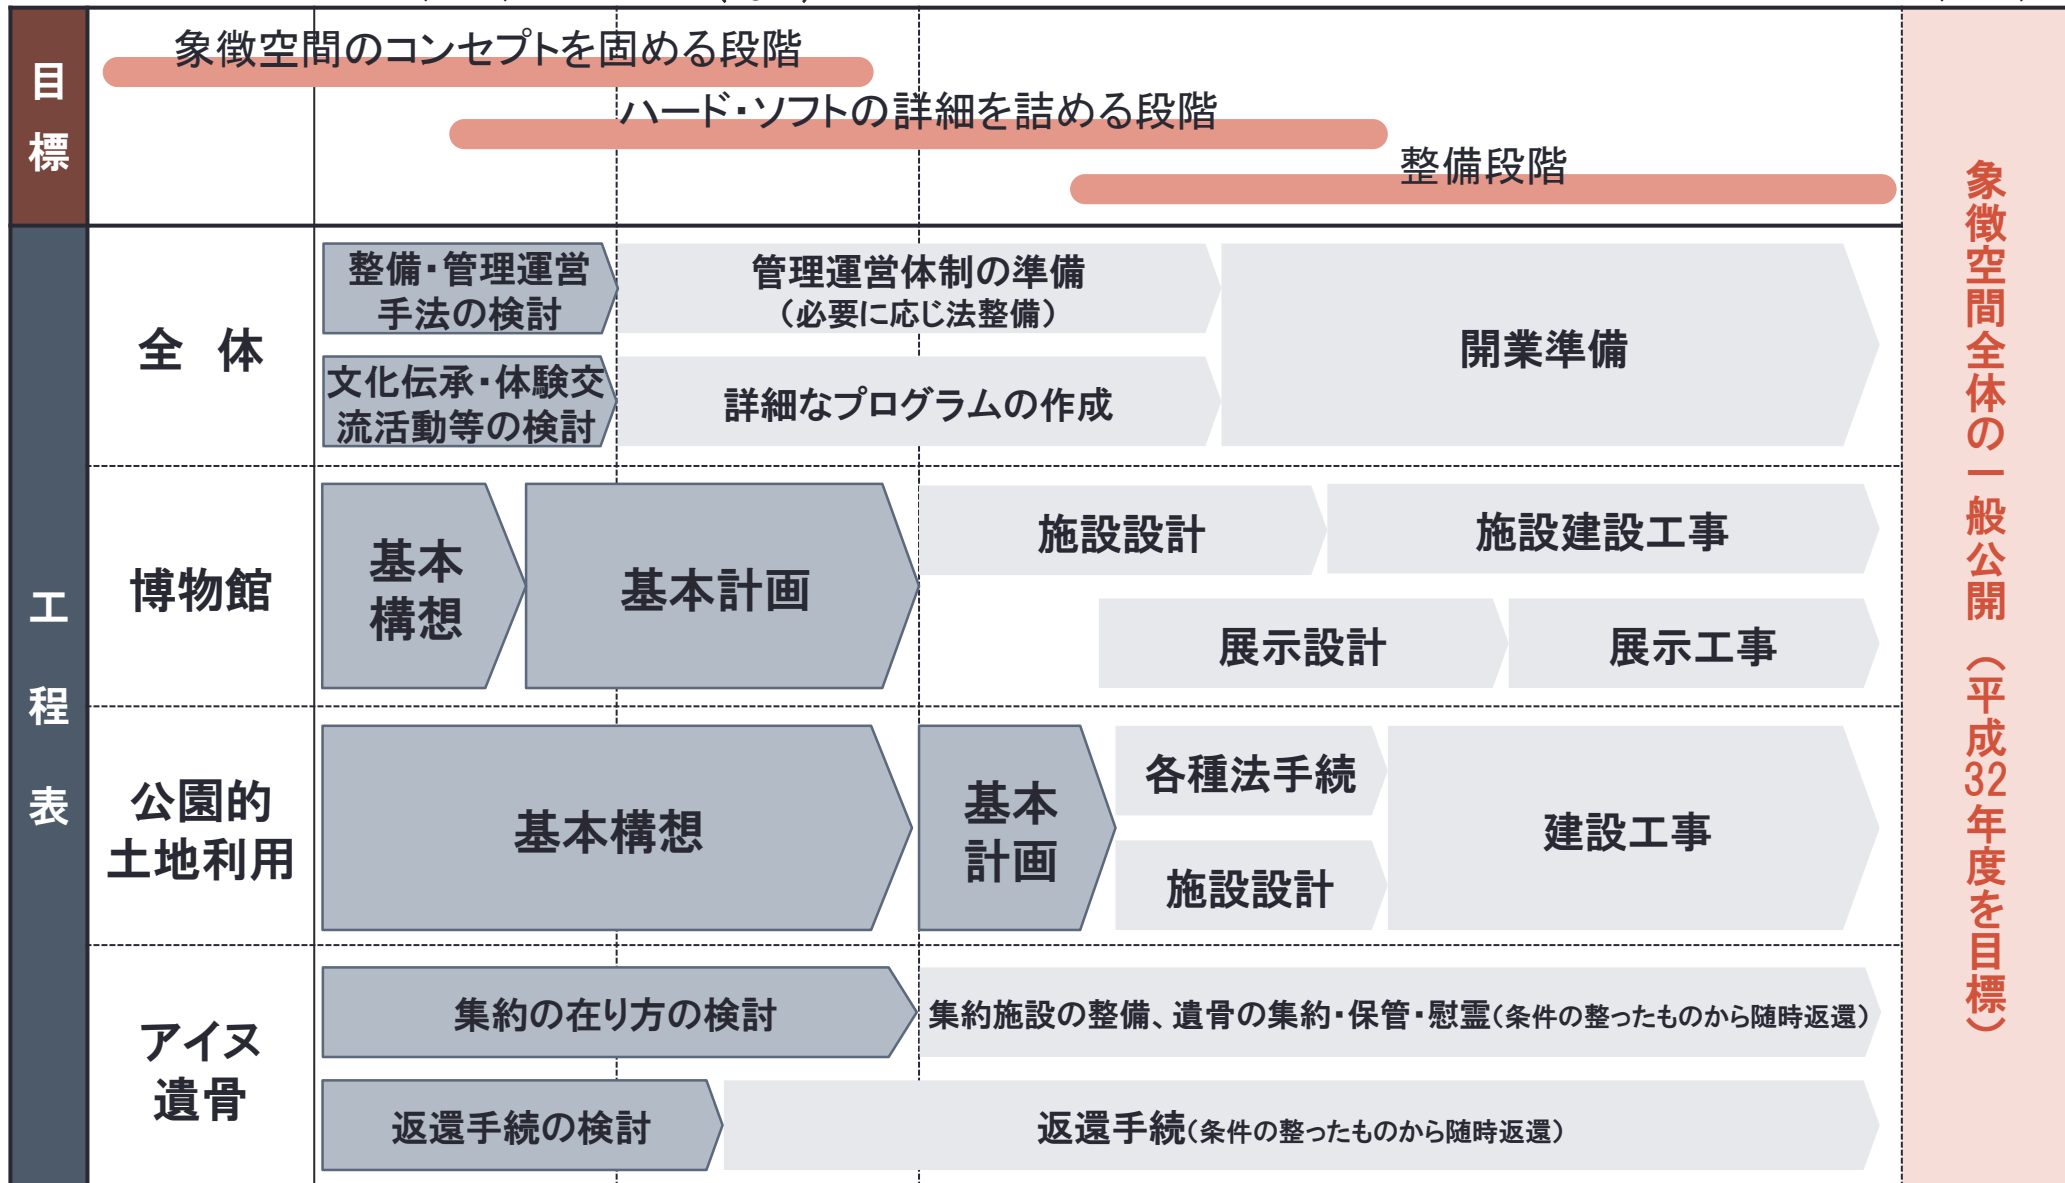 目標
象徴空間のコンセプトを固める段階
ハード・ソフトの詳細を詰める段階
整備段階
工程表
全 体
整備・管理運営
手法の検討
管理運営体制の準備
（必要に応じ法整備）
文化伝承・体験交
流活動等の検討
詳細なプログラムの作成
開業準備
博物館
基本
構想
基本計画
施設設計
施設建設工事
展示設計
展示工事
公園的
土地利用
基本構想
基本
計画
各種法手続
施設設計
建設工事
アイヌ
遺骨
集約の在り方の検討
集約施設の整備、遺骨の集約・保管・慰霊（条件の整ったものから随時返還）
返還手続の検討
返還手続（条件の整ったものから随時返還）
象徴空間全体の一般公開（平成32年度を目標）